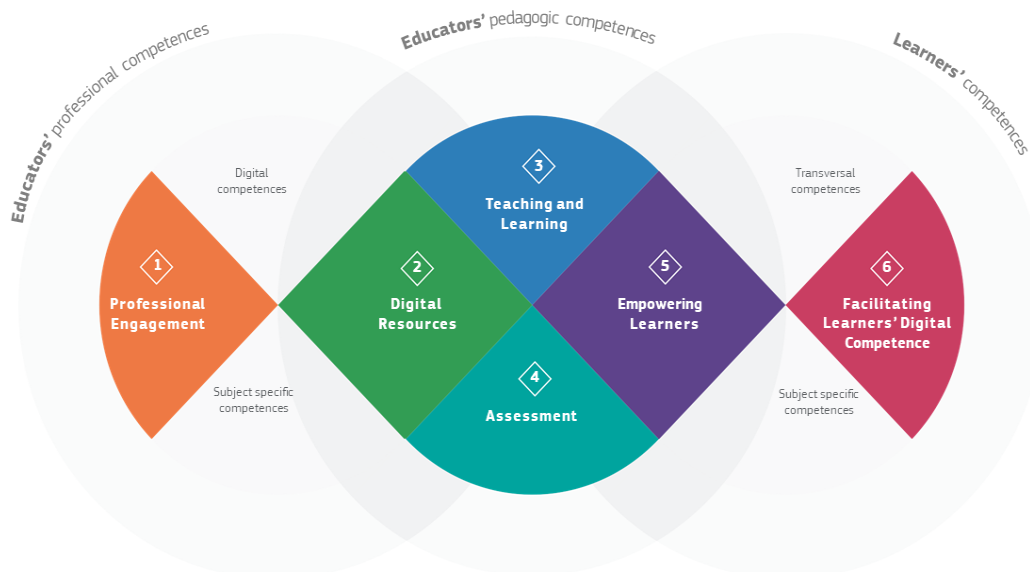 Educators’ professional competences
Educators’ pedagogic competences
Learners’ competences
Digital
competences
Transversal
competences
1
Professional
Engagement
2
Digital
Resources
3
Teaching and
Learning
4
Assessment
5
Empowering
Learners
6
Facilitating
Learners’ Digital
Competence
Subject specific
competences
Subject specific
competences